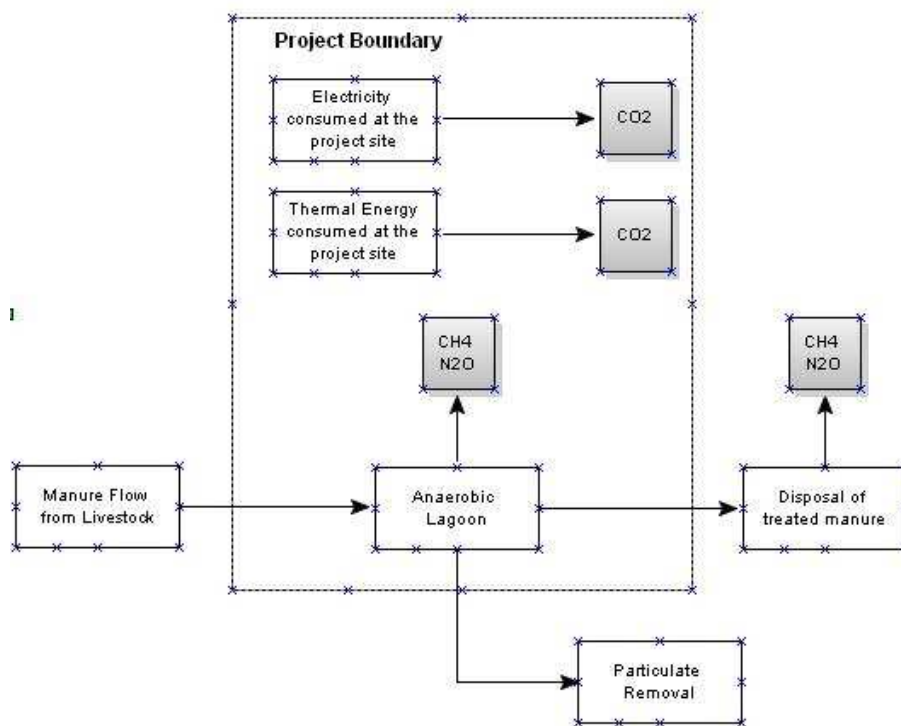 Project Boundary
Electricity
consumed at the
project site
CO2
Thermal Energy
consumed at the
project site
CO2
CH4
N2O
CH4
N2O
Manure Flow
from Livestock
Anaerobic
Lagoon
Disposal of
treated manure
Particulate
Removal